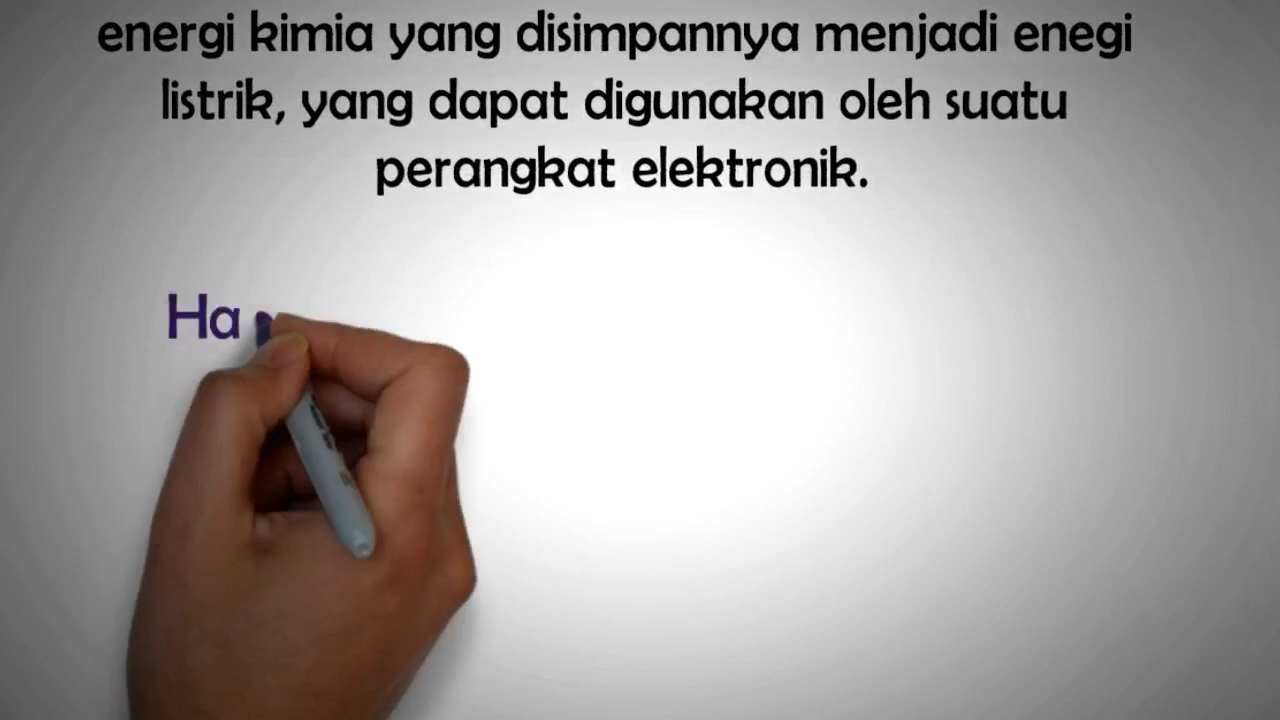 energi kimia yang disimpannya menjadi enegi
listrik, yang dapat digunakan oleh suatu
perangkat elektronik.
Ha